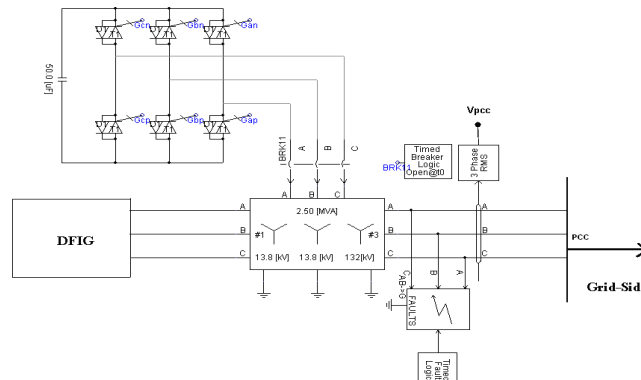 Gcn
Gbn
Gan
50.0 [uF]
Gcp
Gbp
Gap
BRK11
A
B
C
BRK11
Timed
Breaker
Logic
Open@t0
Vpcc
3 Phase
RMS
DFIG
A
B
C
A B C
2.50 [MVA]
#1
#3
13.8 [kV]
13.8 [kV]
132[kV]
A
B
C
A
B
C
PCC
Grid-Sid
C
B
A
AB->G
FAULTS
Timed
Fault
Logic